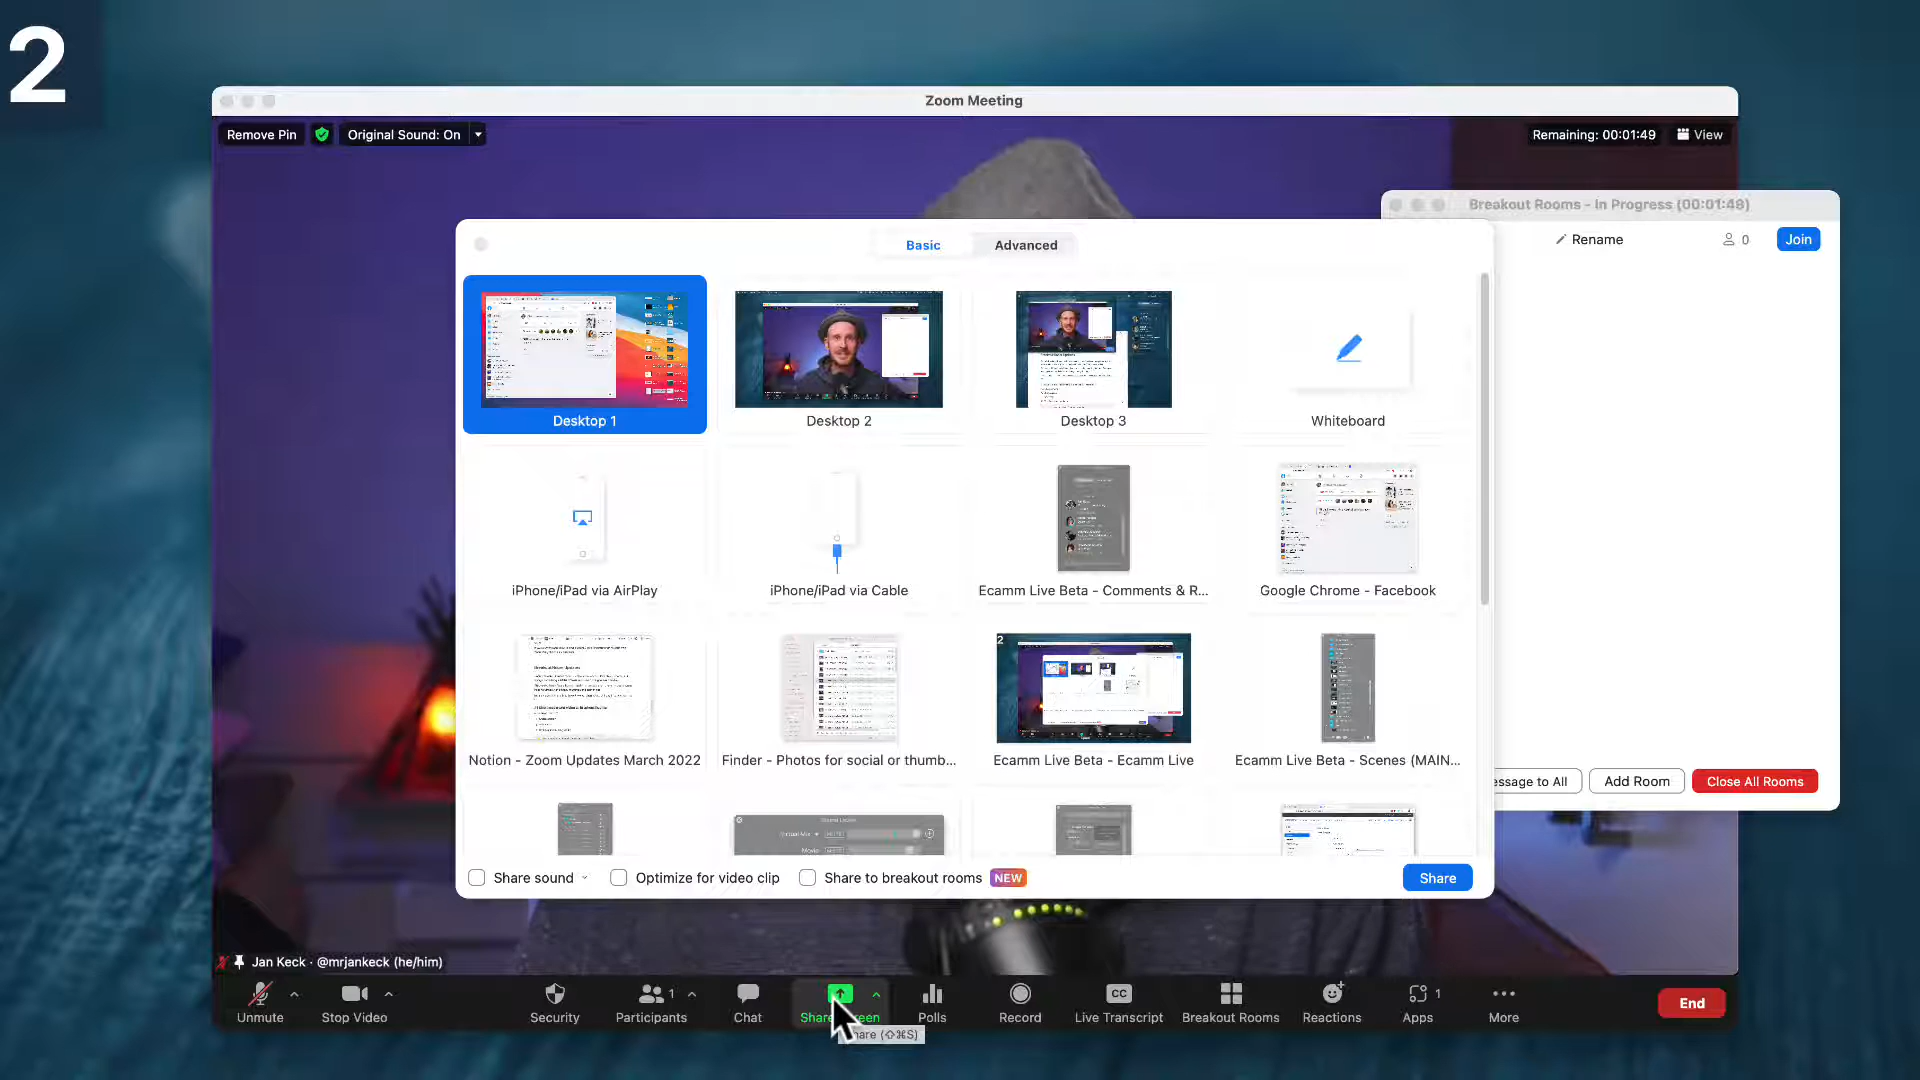 2
Zoom Meeting
Remove Pin
Original Sound: On
Remaining: 00:01:49
View
Breakout Rooms - In Progress (00:01:48)
Rename
0
Join
Basic
Advanced
Desktop 1
Desktop 2
Desktop 3
Whiteboard
iPhone/iPad via AirPlay
iPhone/iPad via Cable
Ecamm Live Beta - Comments & R...
Google Chrome - Facebook
Notion - Zoom Updates March 2022
Finder - Photos for social or thumb...
Ecamm Live Beta - Ecamm Live
Ecamm Live Beta - Scenes (MAIN...
essage to All
Add Room
Close All Rooms
Share sound
Optimize for video clip
Share to breakout rooms NEW
Share
Jan Keck · @mrjankeck (he/him)
Unmute
Stop Video
Security
1
Participants
Chat
Share
Polls
Record
CC
Live Transcript
Breakout Rooms
Reactions
1
Apps
More
End
(⇧⌘S)